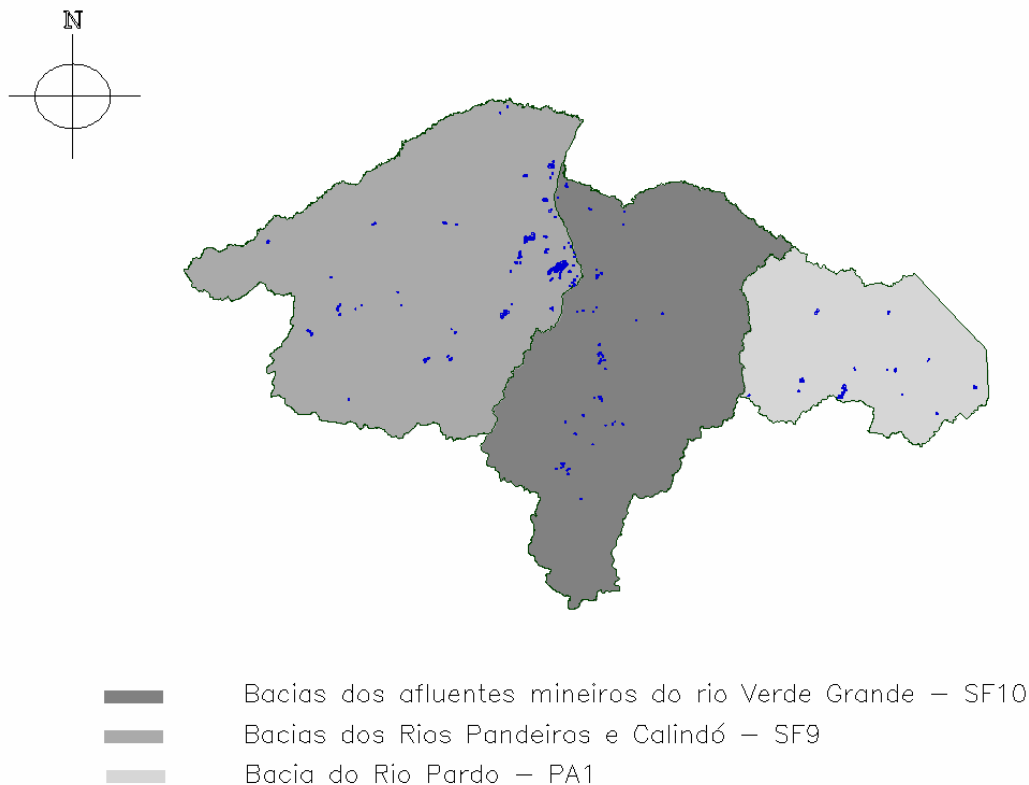 N
Bacias dos afluentes mineiros do rio Verde Grande – SF10
Bacias dos Rios Pandeiros e Calindó – SF9
Bacia do Rio Pardo – PA1